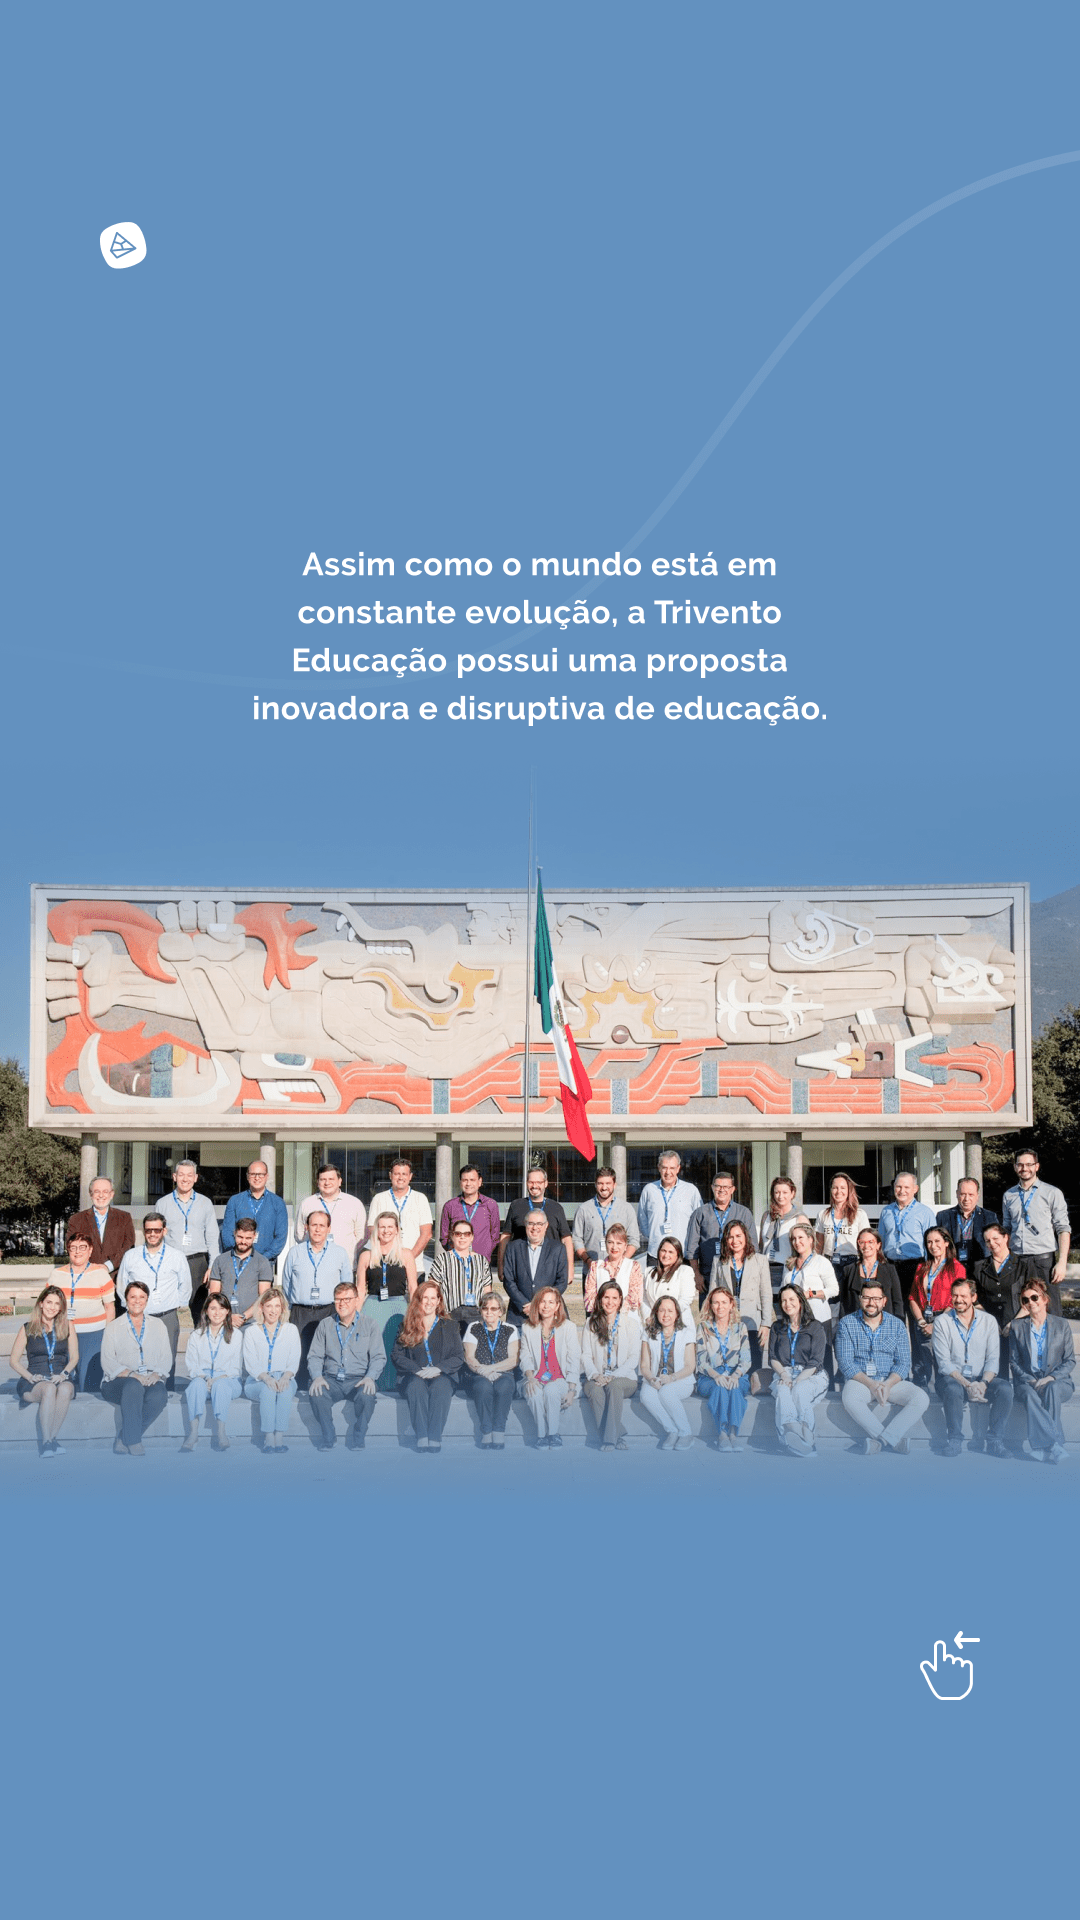 Assim como o mundo está em
constante evolução, a Trivento
Educação possui uma proposta
inovadora e disruptiva de educação.